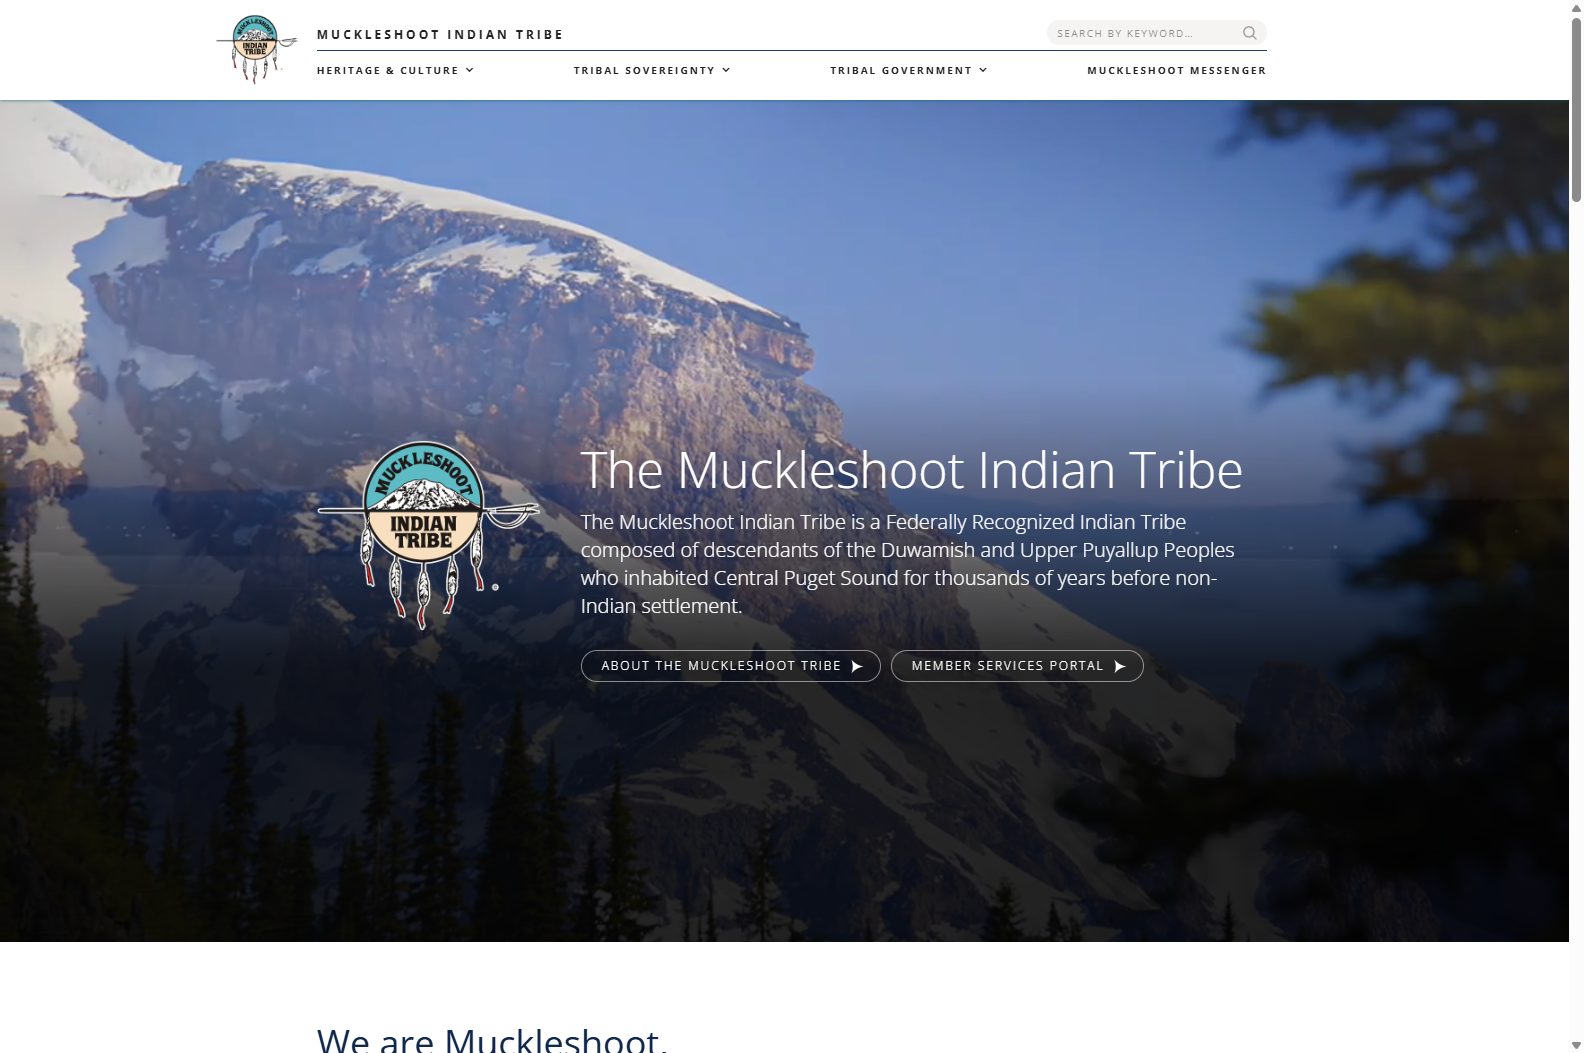 MUCKLESHOOT
INDIAN
TRIBE
MUCKLESHOOT INDIAN TRIBE
SEARCH BY KEYWORD...
HERITAGE & CULTURE
TRIBAL SOVEREIGNTY
TRIBAL GOVERNMENT
MUCKLESHOOT MESSENGER
MUCKLESHOOT
INDIAN
TRIBE
®
The Muckleshoot Indian Tribe
The Muckleshoot Indian Tribe is a Federally Recognized Indian Tribe
composed of descendants of the Duwamish and Upper Puyallup Peoples
who inhabited Central Puget Sound for thousands of years before non-
Indian settlement.
ABOUT THE MUCKLESHOOT TRIBE
MEMBER SERVICES PORTAL
We are Muckleshoot.